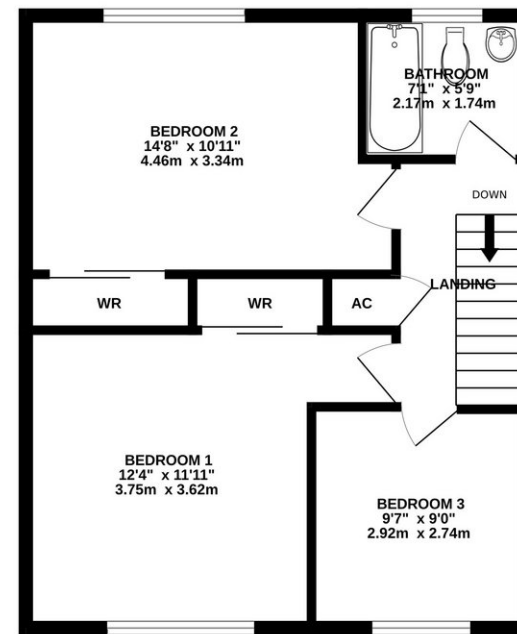 BATHROOM
7'1" x 5'9"
2.17m x 1.74m
BEDROOM 2
14'8" x 10'11"
4.46m x 3.34m
DOWN
LANDING
WR
WR
AC
BEDROOM 1
12'4" x 11'11"
3.75m x 3.62m
BEDROOM 3
9'7" x 9'0"
2.92m x 2.74m